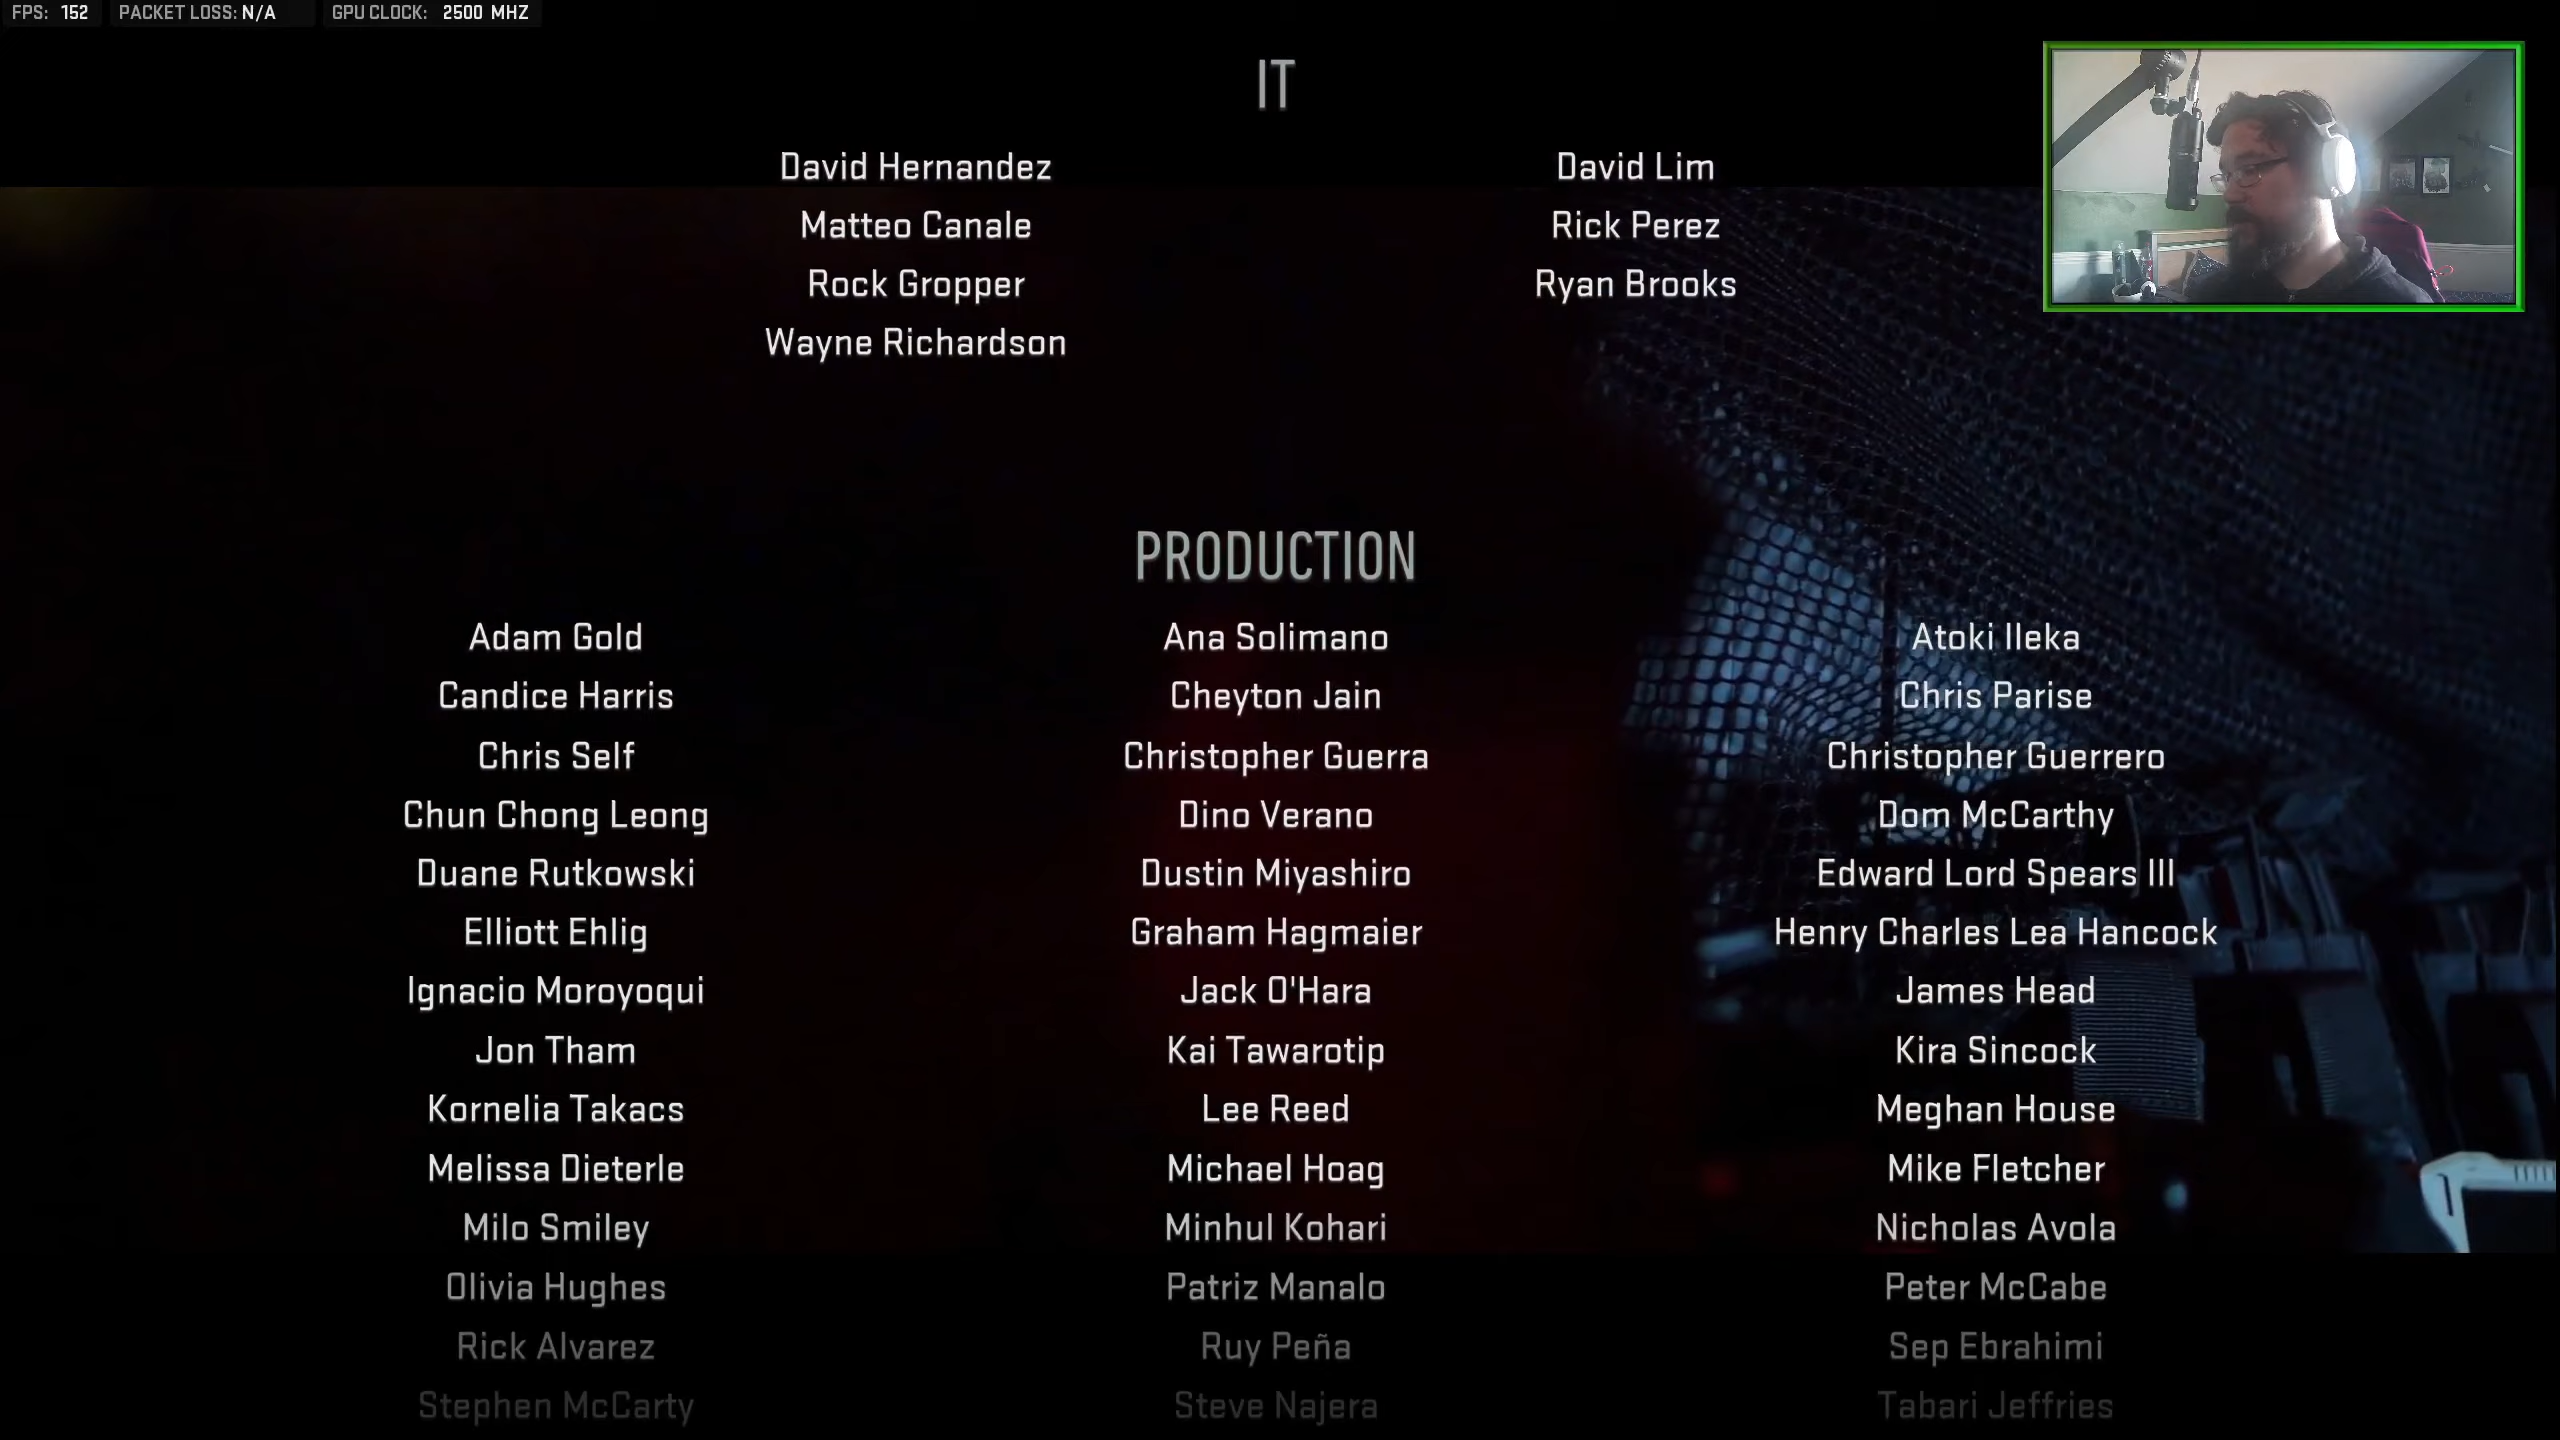 FPS: 152 PACKET LOSS: N/A GPU CLOCK: 2500 MHZ
IT
David Hernandez David Lim
Matteo Canale Rick Perez
Rock Gropper Ryan Brooks
Wayne Richardson
PRODUCTION
Adam Gold Ana Solimano Atoki Ileka
Candice Harris Cheyton Jain Chris Parise
Chris Self Christopher Guerra Christopher Guerrero
Chun Chong Leong Dino Verano Dom McCarthy
Duane Rutkowski Dustin Miyashiro Edward Lord Spears III
Elliott Ehlig Graham Hagmaier Henry Charles Lea Hancock
Ignacio Moroyoqui Jack O'Hara James Head
Jon Tham Kai Tawarotip Kira Sincock
Kornelia Takacs Lee Reed Meghan House
Melissa Dieterle Michael Hoag Mike Fletcher
Milo Smiley Minhul Kohari Nicholas Avola
Olivia Hughes Patriz Manalo Peter McCabe
Rick Alvarez Ruy Peña Sep Ebrahimi
Stephen McCarty Steve Najera Tabari Jeffries